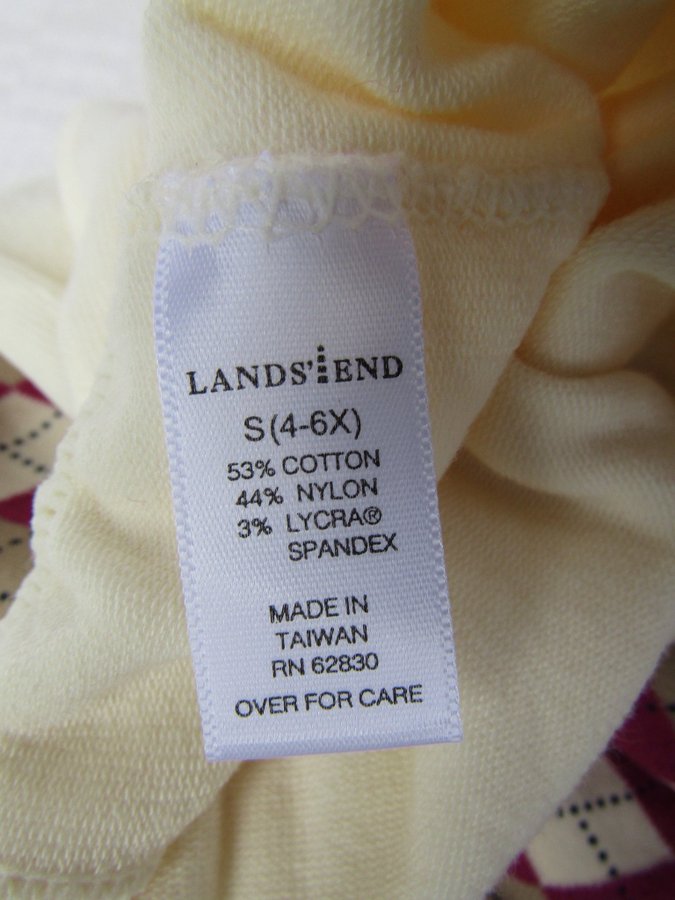 LANDS' END
S (4-6X)
53% COTTON
44% NYLON
3% LYCRA®
SPANDEX
MADE IN
TAIWAN
RN 62830
OVER FOR CARE